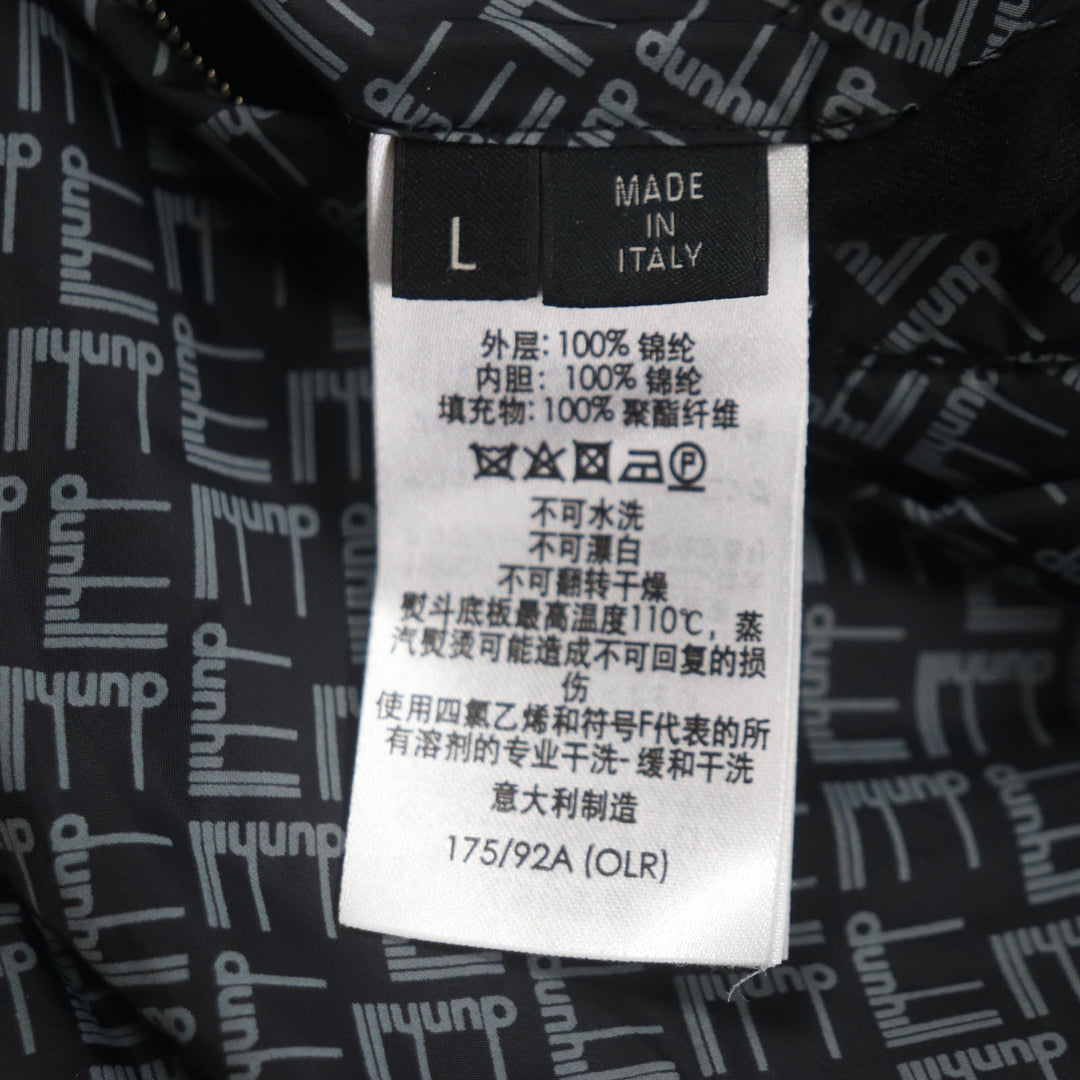 dunhill
L
MADE
IN
ITALY
外层: 100% 锦纶
内胆: 100% 锦纶
填充物: 100% 聚酯纤维
P
不可水洗
不可漂白
不可翻转干燥
熨斗底板最高温度110℃, 蒸
汽熨烫可能造成不可回复的损
伤
使用四氯乙烯和符号F代表的所
有溶剂的专业干洗- 缓和干洗
意大利制造
175/92A (OLR)